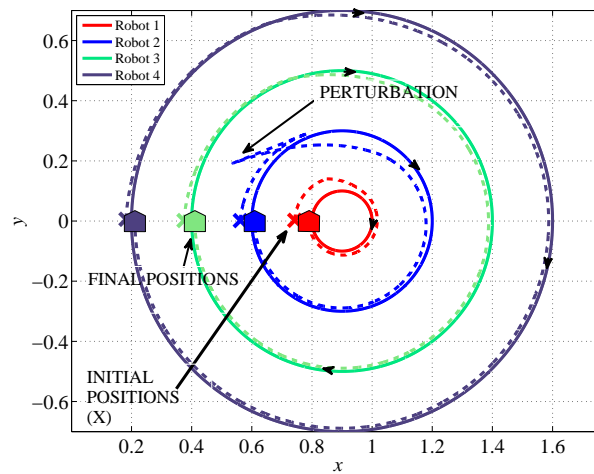 Robot 1
Robot 2
Robot 3
Robot 4
PERTURBATION
FINAL POSITIONS
INITIAL
POSITIONS
(X)
0.6
0.4
0.2
0
−0.2
−0.4
−0.6
y
0.2 0.4 0.6 0.8 1 1.2 1.4 1.6
x